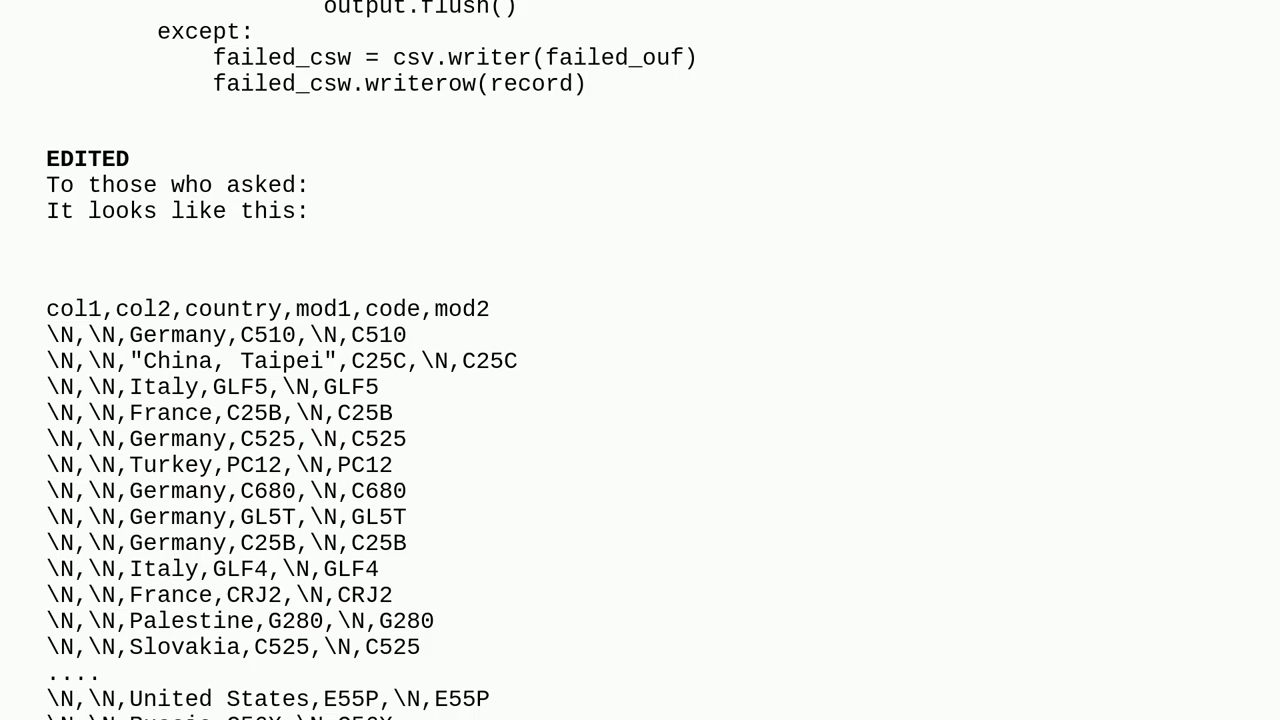 output.flush()
except:
failed_csw = csv.writer(failed_ouf)
failed_csw.writerow(record)
EDITED
To those who asked:
It looks like this:
col1,col2,country,mod1,code,mod2
\N,\N,Germany,C510,\N,C510
\N,\N,"China, Taipei",C25C,\N,C25C
\N,\N,Italy,GLF5,\N,GLF5
\N,\N,France,C25B,\N,C25B
\N,\N,Germany,C525,\N,C525
\N,\N,Turkey,PC12,\N,PC12
\N,\N,Germany,C680,\N,C680
\N,\N,Germany,GL5T,\N,GL5T
\N,\N,Germany,C25B,\N,C25B
\N,\N,Italy,GLF4,\N,GLF4
\N,\N,France,CRJ2,\N,CRJ2
\N,\N,Palestine,G280,\N,G280
\N,\N,Slovakia,C525,\N,C525
....
\N,\N,United States,E55P,\N,E55P